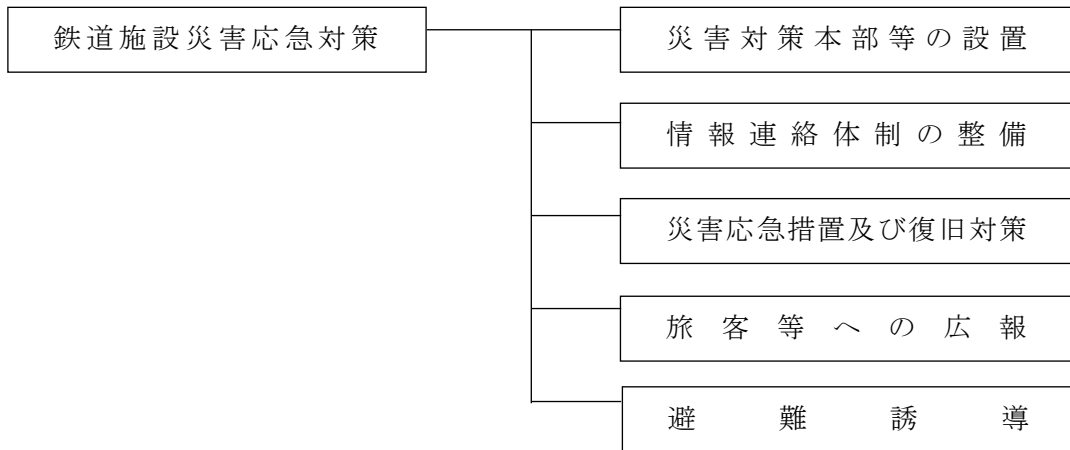 鉄道施設災害応急対策
災害対策本部等の設置
情報連絡体制の整備
災害応急措置及び復旧対策
旅客等への広報
避難誘導